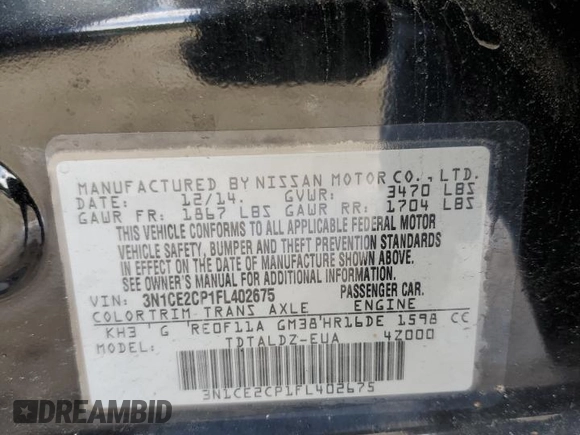 MANUFACTURED BY NISSAN MOTOR CO., LTD.
DATE: 12/14. GVWR: 3470 LBS
GAWR FR: 1867 LBS GAWR RR: 1704 LBS
THIS VEHICLE CONFORMS TO ALL APPLICABLE FEDERAL MOTOR
VEHICLE SAFETY, BUMPER AND THEFT PREVENTION STANDARDS
IN EFFECT ON THE DATE OF MANUFACTURE SHOWN ABOVE.
SEE OWNER'S MANUAL FOR ADDITIONAL INFORMATION.
VIN: 3N1CE2CP1FL402675 PASSENGER CAR.
COLOR TRIM TRANS AXLE ENGINE
KH3 G RE0F11A GM38 HR16DE 1598 CC
MODEL: TDTALDZ-EUA 4Z000
3N1CE2CP1FL402675
DREAMBID